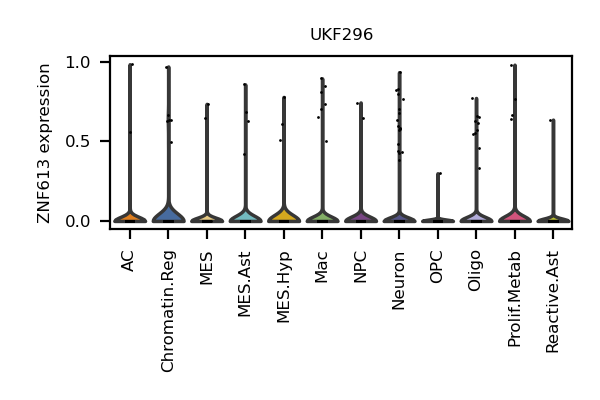 UKF296
ZNF613 expression
1.0
0.5
0.0
AC
Chromatin.Reg
MES
MES.Ast
MES.Hyp
Mac
NPC
Neuron
OPC
Oligo
Prolif.Metab
Reactive.Ast